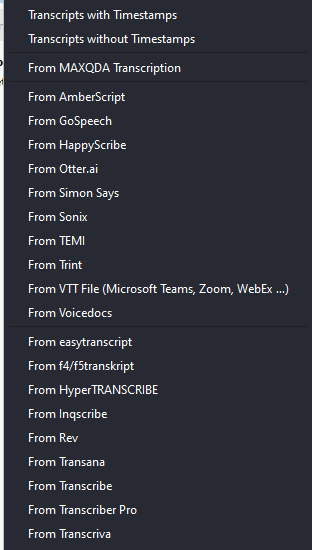 Transcripts with Timestamps
Transcripts without Timestamps
From MAXQDA Transcription
From AmberScript
From GoSpeech
From HappyScribe
From Otter.ai
From Simon Says
From Sonix
From TEMI
From Trint
From VTT File (Microsoft Teams, Zoom, WebEx ...)
From Voicedocs
From easytranscript
From f4/f5transkript
From HyperTRANSCRIBE
From Inqscribe
From Rev
From Transana
From Transcribe
From Transcriber Pro
From Transcriva